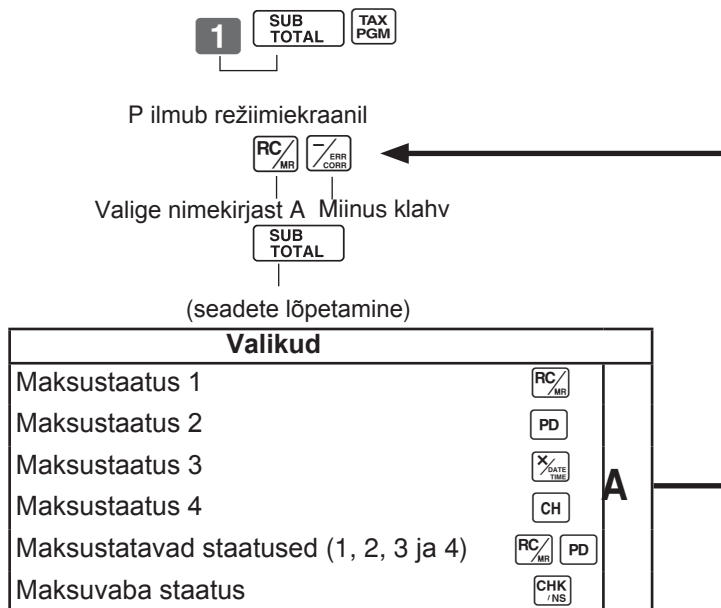 1 SUB TOTAL TAX PGM
P ilmub režiimiekraanil
RC/MR −/ERR CORR
Valige nimekirjast A Miinus klahv
SUB TOTAL
(seadete lõpetamine)
Valikud
Maksustaatus 1 RC/MR
Maksustaatus 2 PD
Maksustaatus 3 ×/DATE TIME
A
Maksustaatus 4 CH
Maksustatavad staatused (1, 2, 3 ja 4) RC/MR PD
Maksuvaba staatus CHK/NS